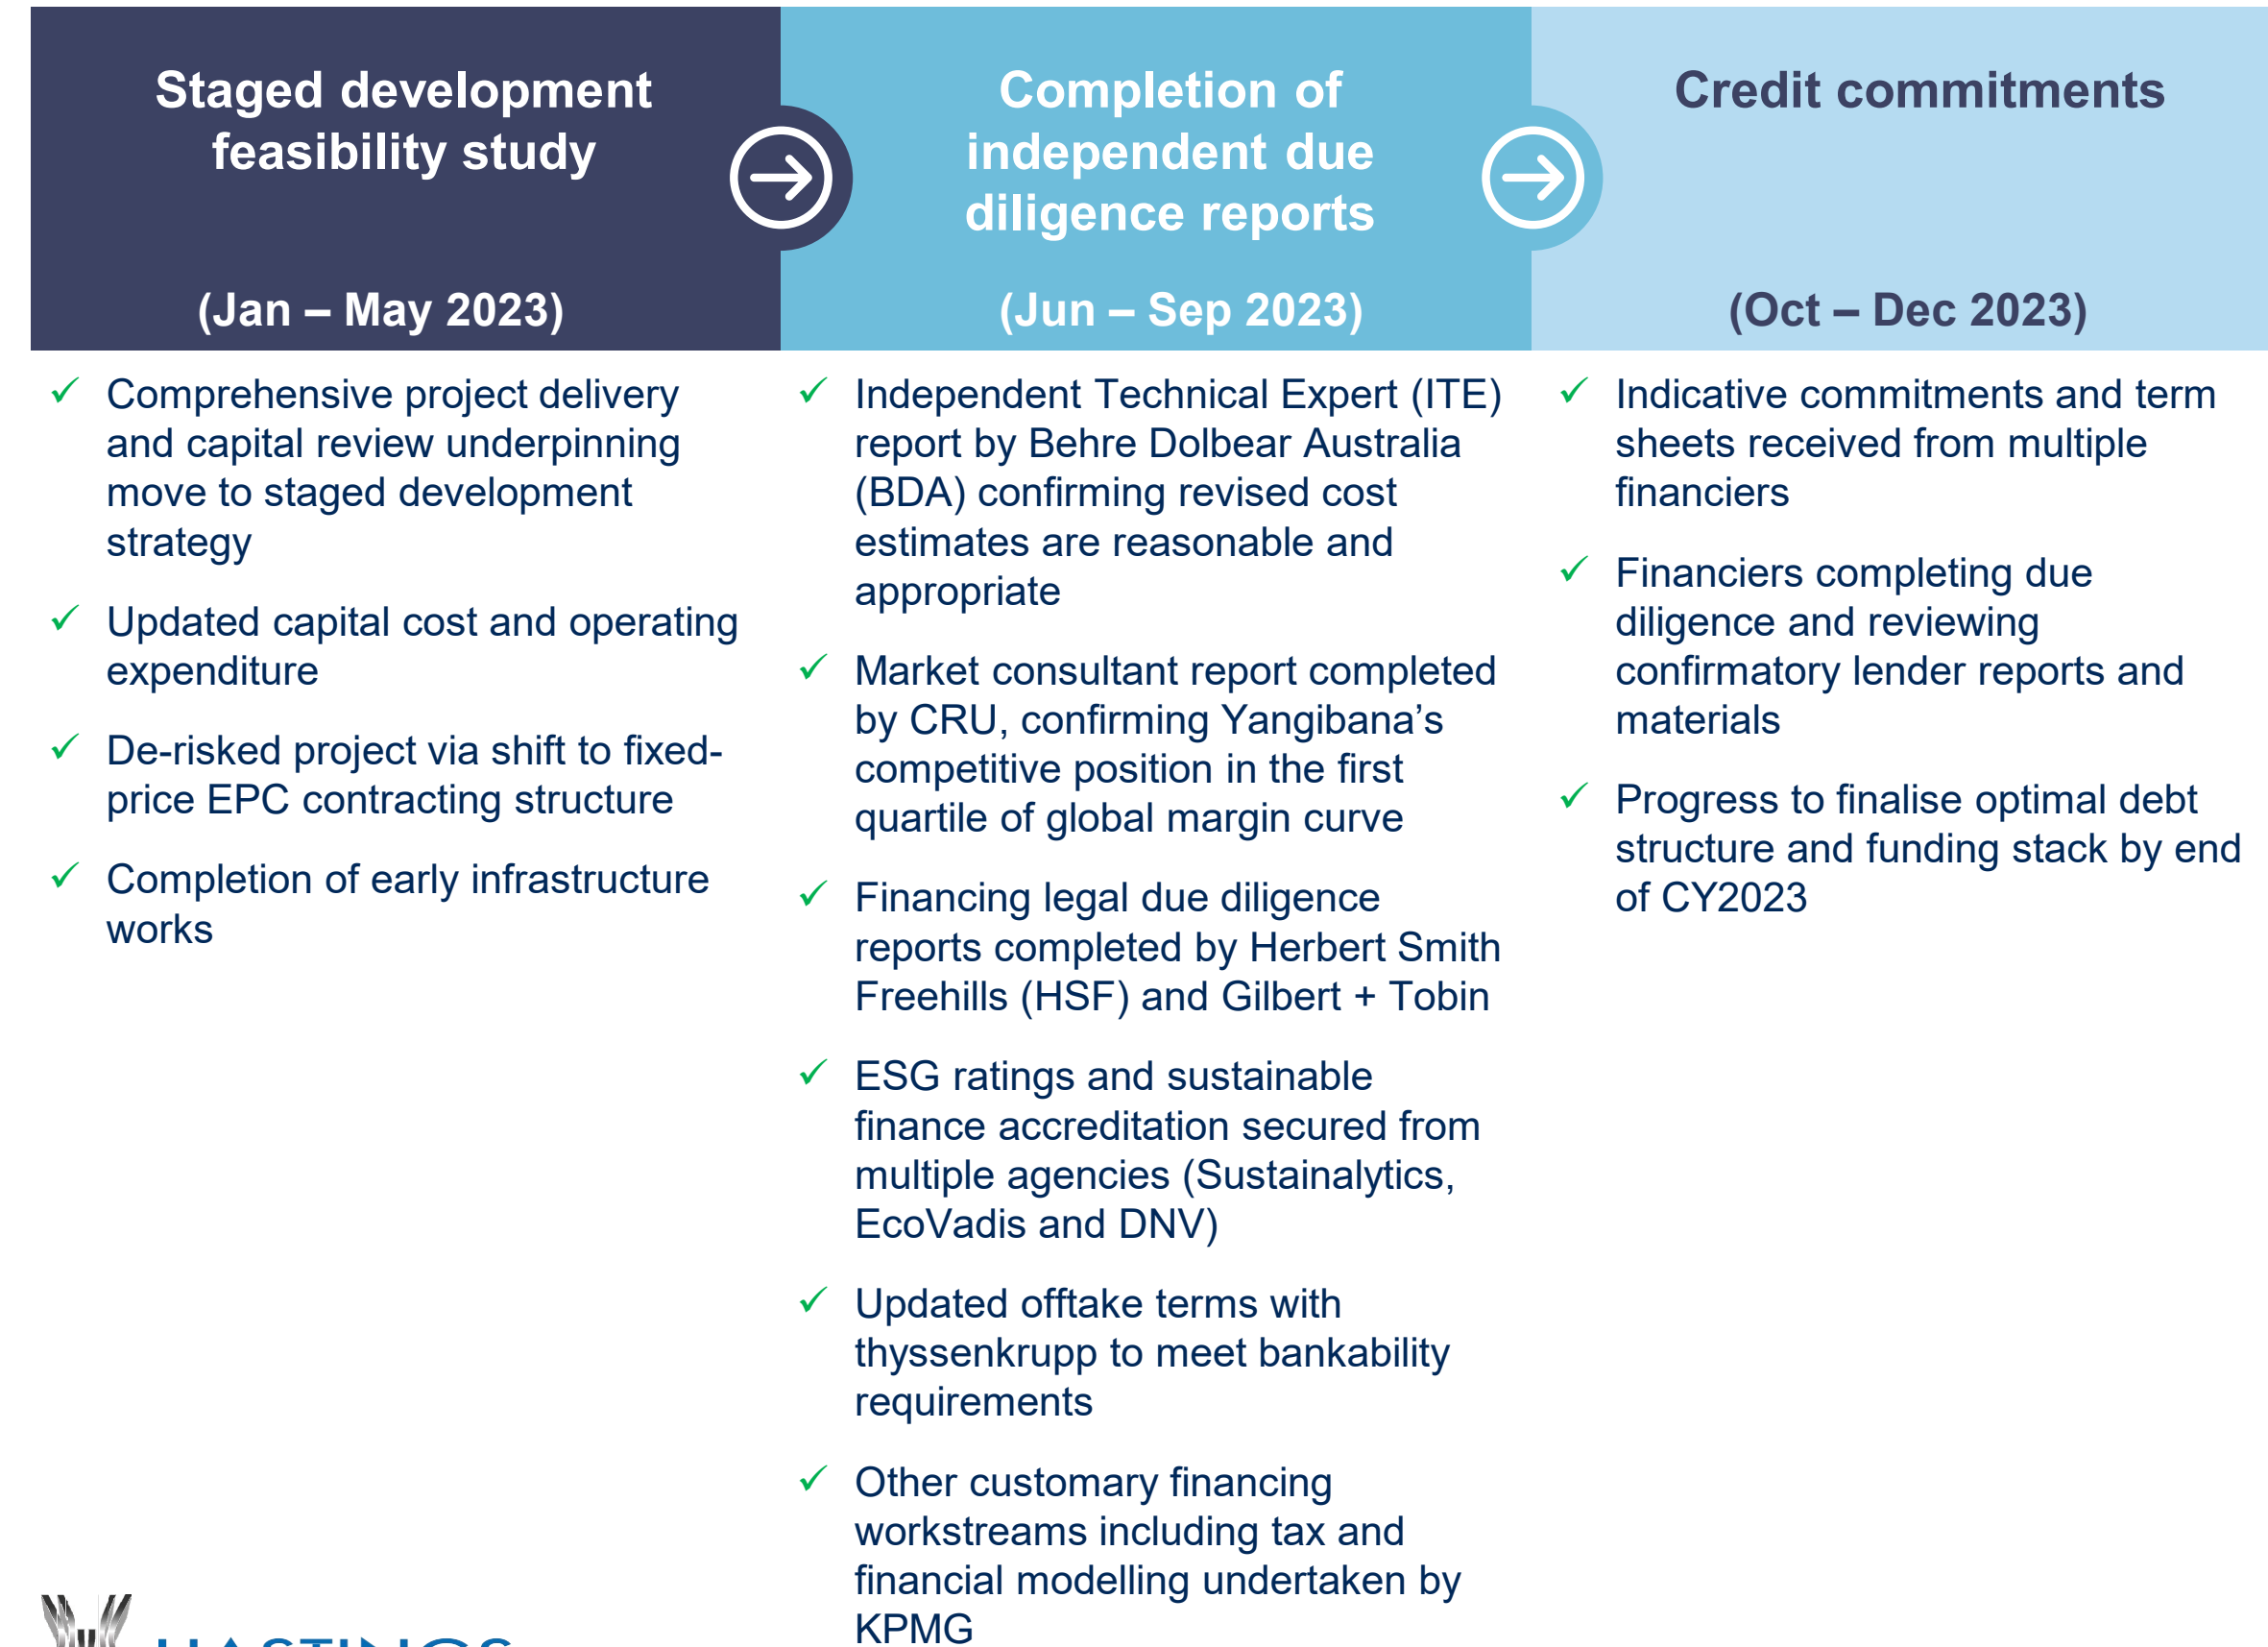 Staged development
feasibility study
(Jan – May 2023)
Comprehensive project delivery
and capital review underpinning
move to staged development
strategy
Updated capital cost and operating
expenditure
De-risked project via shift to fixed-
price EPC contracting structure
Completion of early infrastructure
works
Completion of
independent due
diligence reports
(Jun – Sep 2023)
Independent Technical Expert (ITE)
report by Behre Dolbear Australia
(BDA) confirming revised cost
estimates are reasonable and
appropriate
Market consultant report completed
by CRU, confirming Yangibana’s
competitive position in the first
quartile of global margin curve
Financing legal due diligence
reports completed by Herbert Smith
Freehills (HSF) and Gilbert + Tobin
ESG ratings and sustainable
finance accreditation secured from
multiple agencies (Sustainalytics,
EcoVadis and DNV)
Updated offtake terms with
thyssenkrupp to meet bankability
requirements
Other customary financing
workstreams including tax and
financial modelling undertaken by
KPMG
Credit commitments
(Oct – Dec 2023)
Indicative commitments and term
sheets received from multiple
financiers
Financiers completing due
diligence and reviewing
confirmatory lender reports and
materials
Progress to finalise optimal debt
structure and funding stack by end
of CY2023
HASTINGS